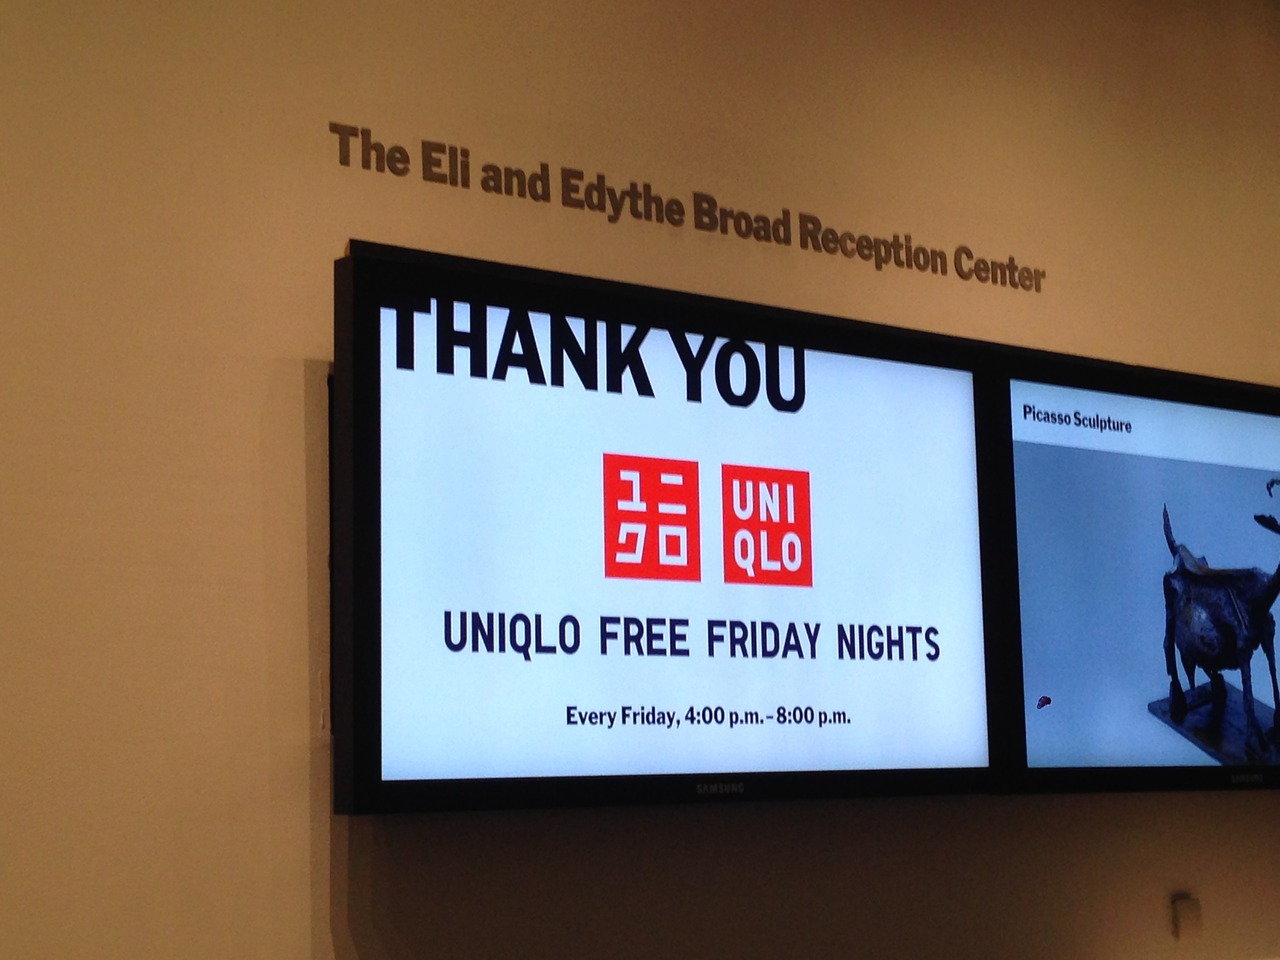 The Eli and Edythe Broad Reception Center
THANK YOU
ユニ
クロ
UNI
QLO
UNIQLO FREE FRIDAY NIGHTS
Every Friday, 4:00 p.m.–8:00 p.m.
SAMSUNG
Picasso Sculpture
SAMSUNG